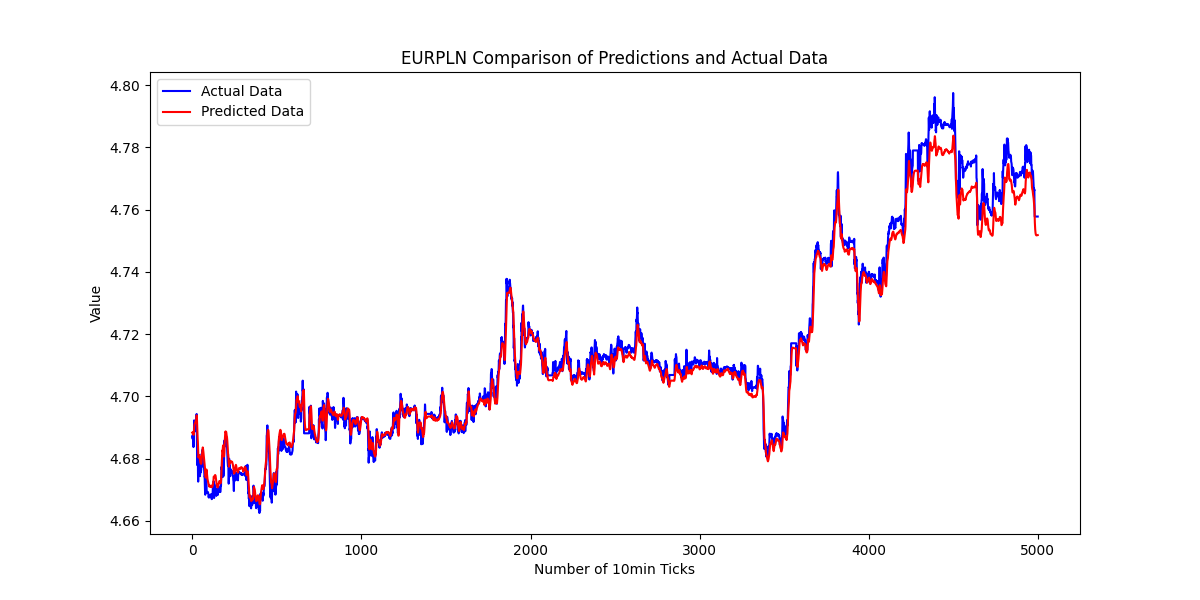 EURPLN Comparison of Predictions and Actual Data
Actual Data
Predicted Data
4.80
4.78
4.76
4.74
4.72
4.70
4.68
4.66
Value
0
1000
2000
3000
4000
5000
Number of 10min Ticks